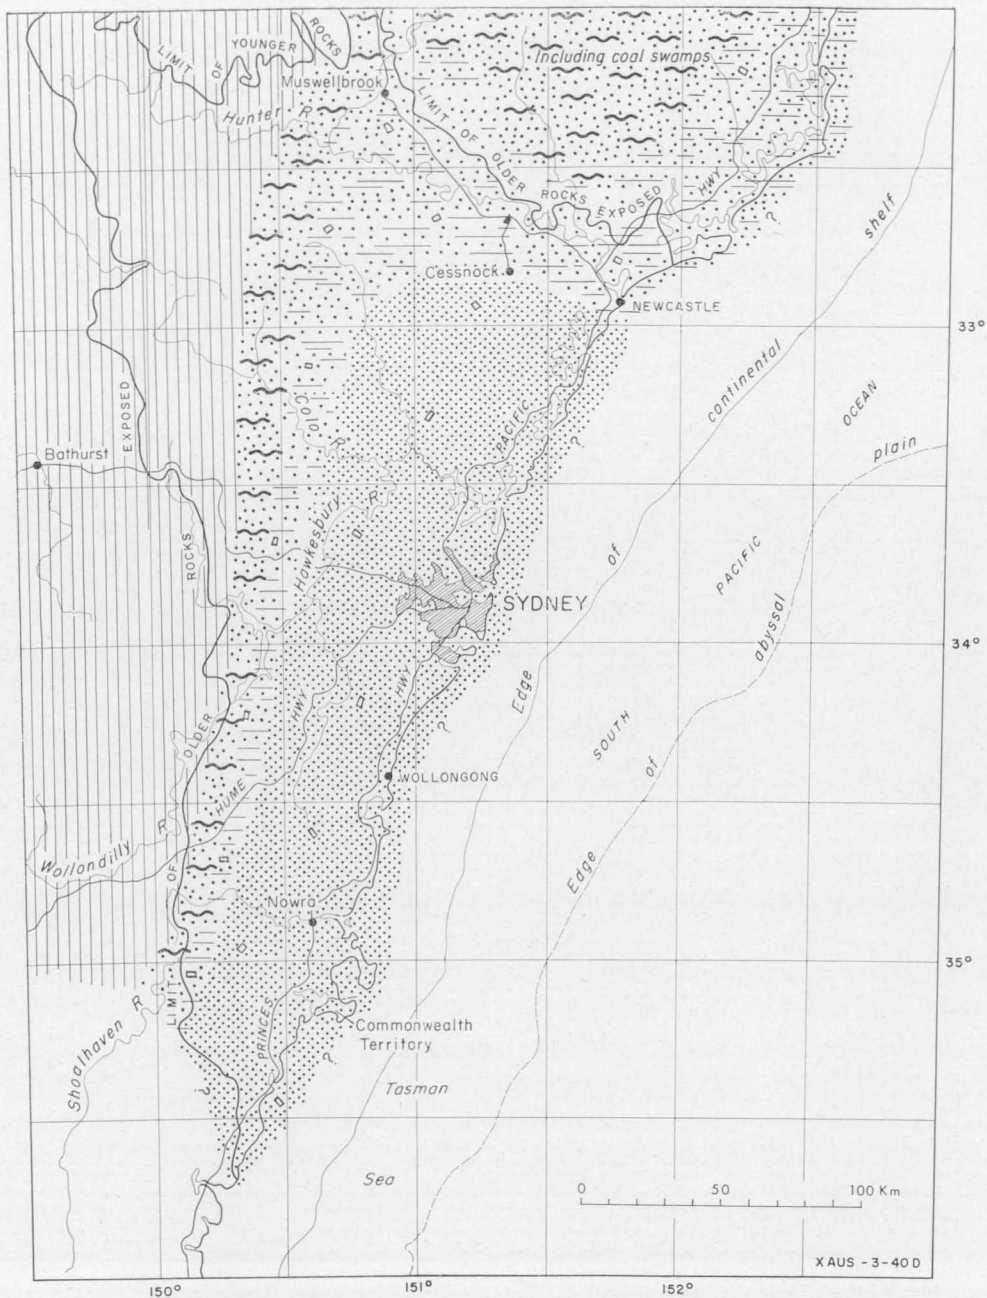 LIMIT OF YOUNGER ROCKS
Including coal swamps
Muswellbrook
Hunter R
LIMIT OF OLDER ROCKS EXPOSED
HWY
?
shelf
Cessnock
NEWCASTLE
33°
continental
Colo R
PACIFIC
?
OCEAN
EXPOSED
Bathurst
plain
Hawkesbury R
of
PACIFIC
ROCKS
SYDNEY
abyssal
34°
HWY
HWY
Edge
?
OLDER
SOUTH
of
WOLLONGONG
HUME
Wollondilly R
OF
Edge
Nowra
35°
LIMIT
Shoalhaven R
PRINCES
Commonwealth
Territory
?
?
Tasman
Sea
0 50 100 Km
XAUS-3-40D
150° 151° 152°